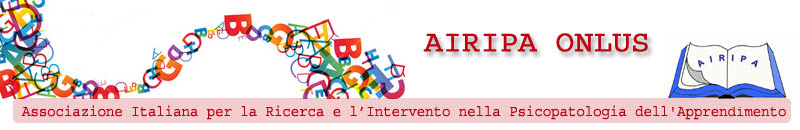 AIRIPA ONLUS
AIRIPA
Associazione Italiana per la Ricerca e l’Intervento nella Psicopatologia dell'Apprendimento